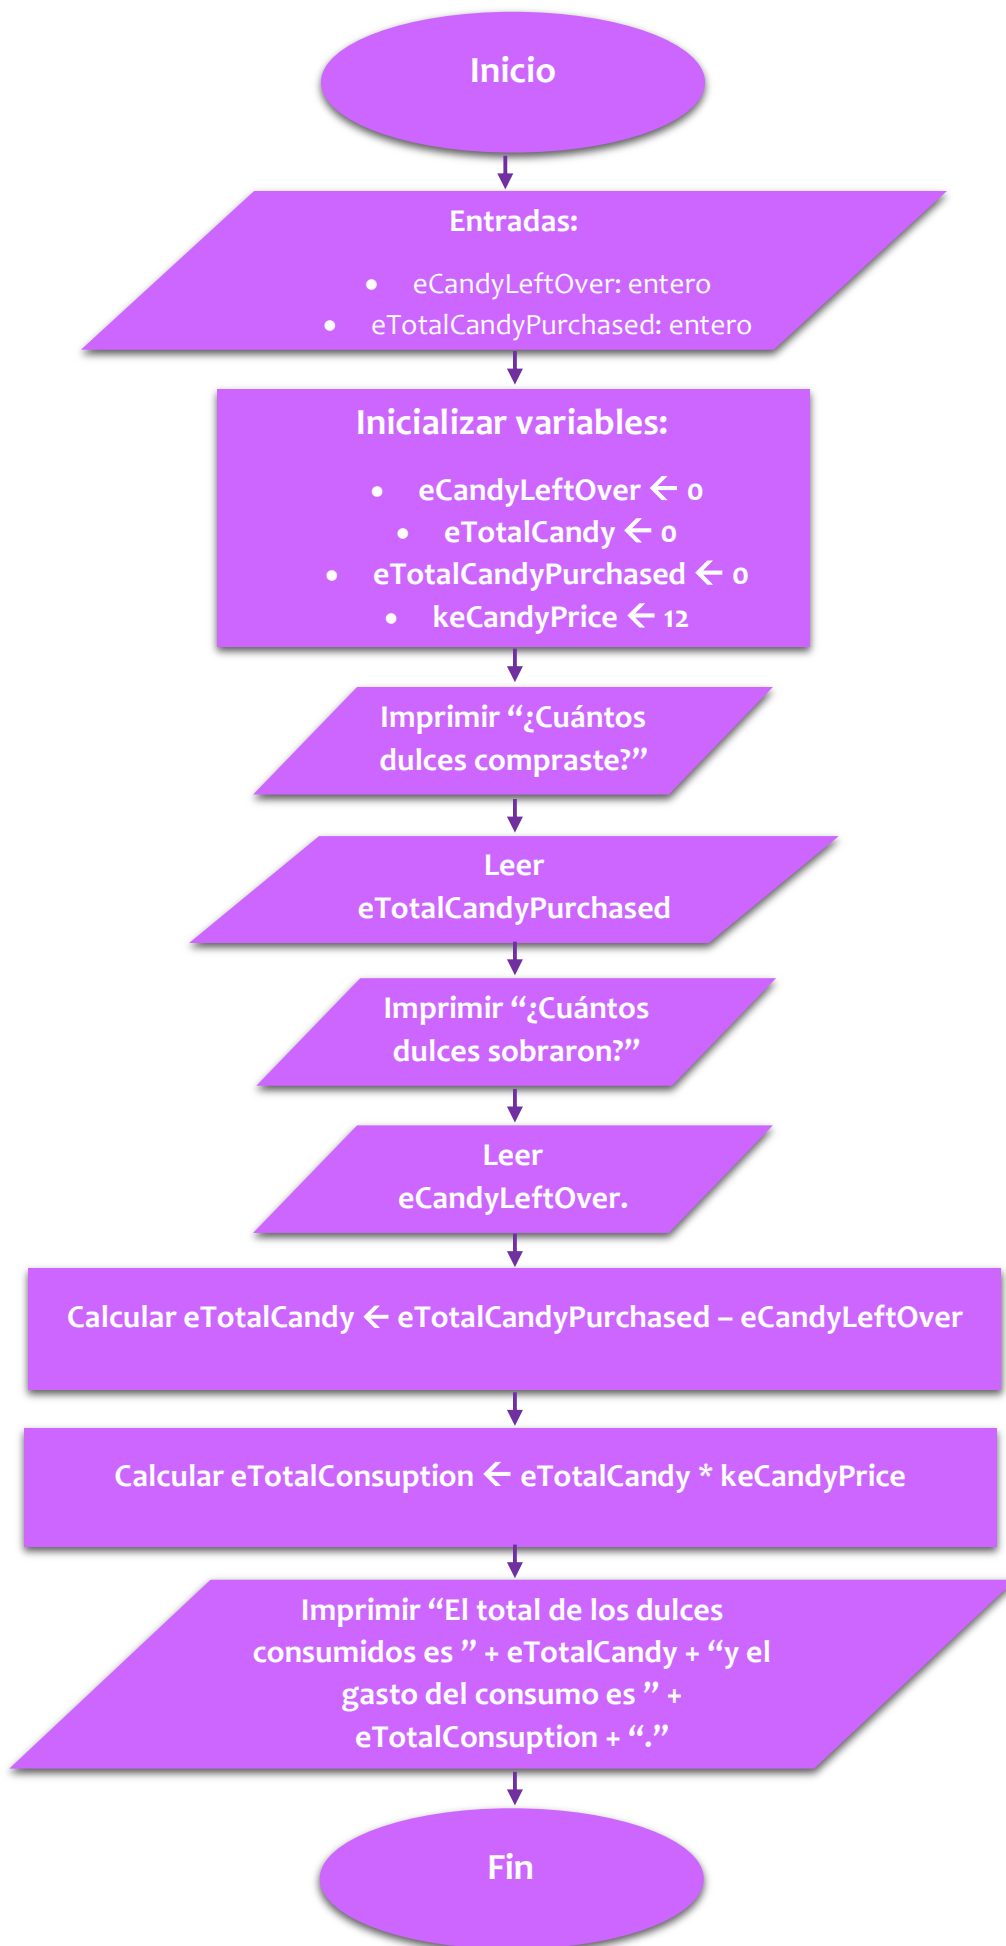 Inicio
Entradas:
• eCandyLeftOver: entero
• eTotalCandyPurchased: entero
Inicializar variables:
• eCandyLeftOver ← 0
• eTotalCandy ← 0
• eTotalCandyPurchased ← 0
• keCandyPrice ← 12
Imprimir “¿Cuántos
dulces compraste?”
Leer
eTotalCandyPurchased
Imprimir “¿Cuántos
dulces sobraron?”
Leer
eCandyLeftOver.
Calcular eTotalCandy ← eTotalCandyPurchased – eCandyLeftOver
Calcular eTotalConsuption ← eTotalCandy * keCandyPrice
Imprimir “El total de los dulces
consumidos es ” + eTotalCandy + “y el
gasto del consumo es ” +
eTotalConsuption + “.”
Fin